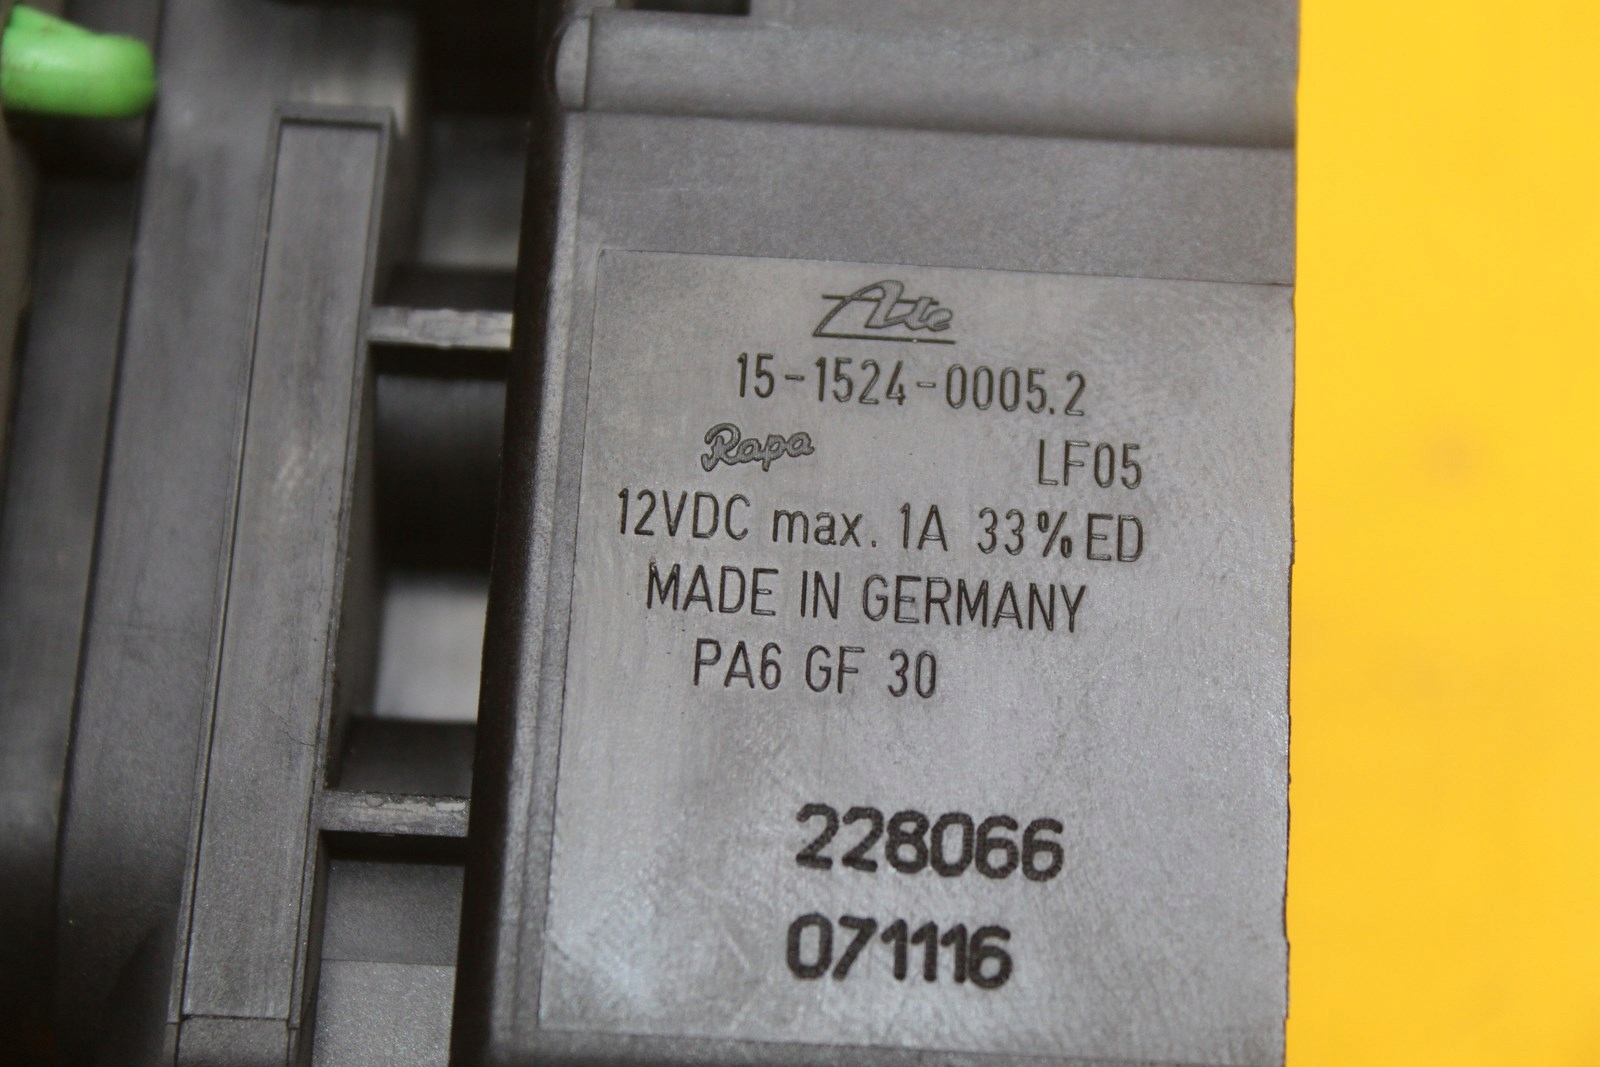 Ate
15-1524-0005.2
Rapa LF05
12VDC max. 1A 33%ED
MADE IN GERMANY
PA6 GF 30
228066
071116